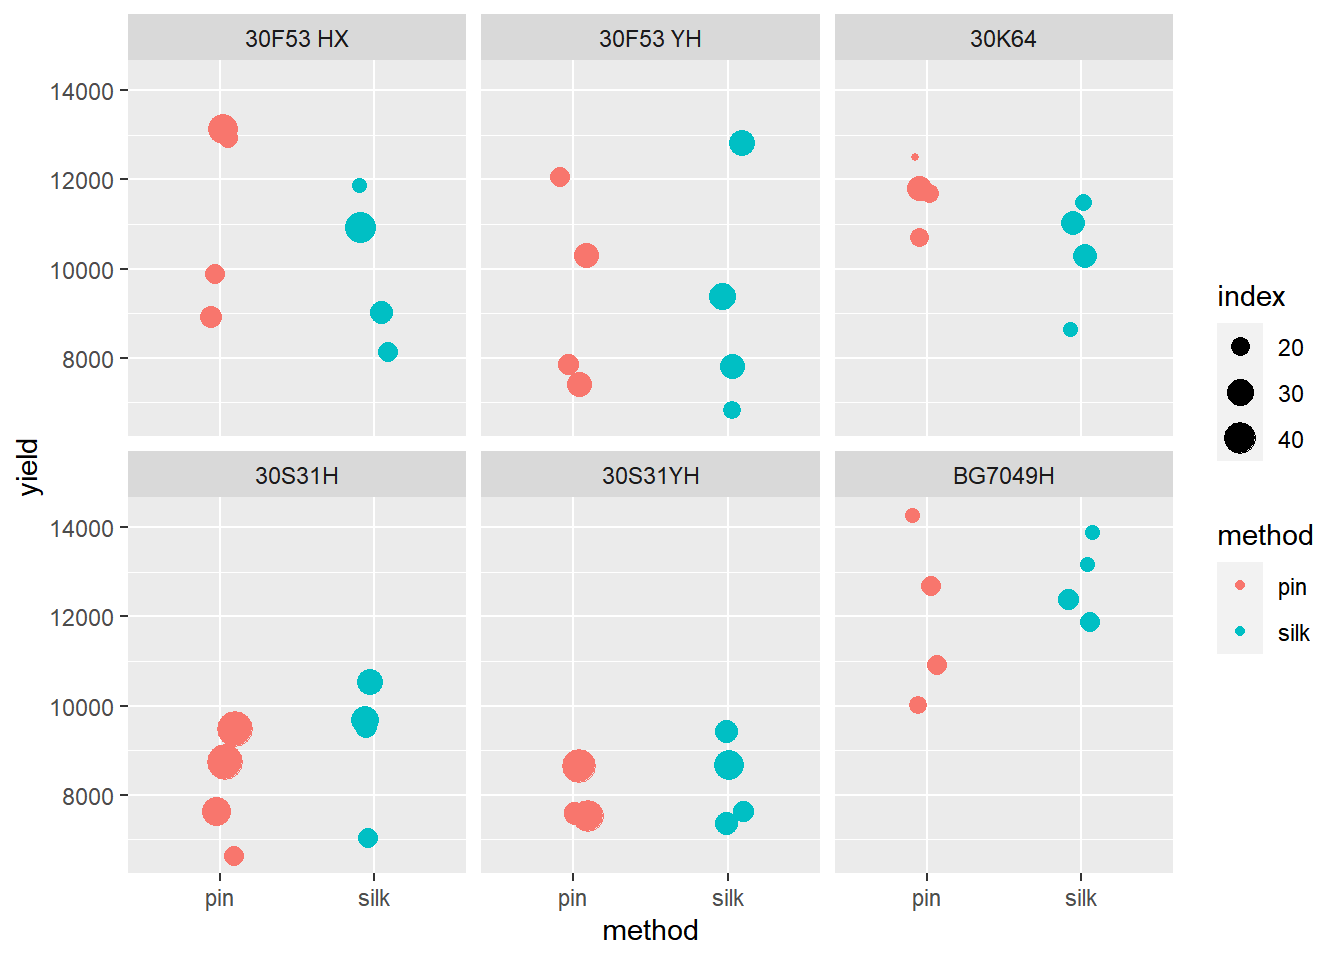 30F53 HX
30F53 YH
30K64
14000
12000
10000
8000
30S31H
30S31YH
BG7049H
14000
12000
10000
8000
pin
silk
pin
silk
pin
silk
method
yield
index
20
30
40
method
pin
silk